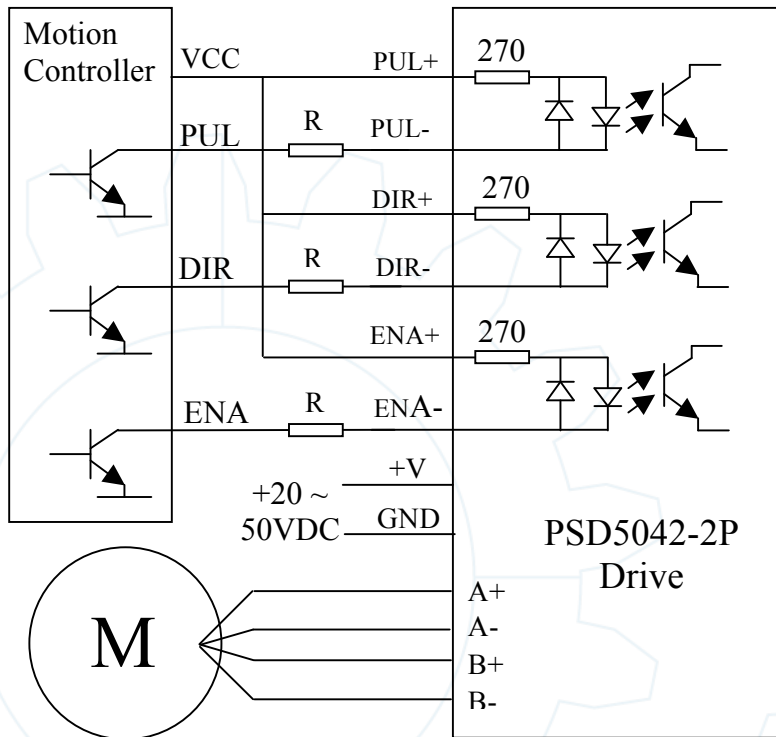 Motion
Controller
VCC
PUL+
270
PUL
R
PUL-
DIR+
270
DIR
R
DIR-
ENA+
270
ENA
R
ENA-
+V
+20 ~
50VDC
GND
PSD5042-2P
Drive
M
A+
A-
B+
B-